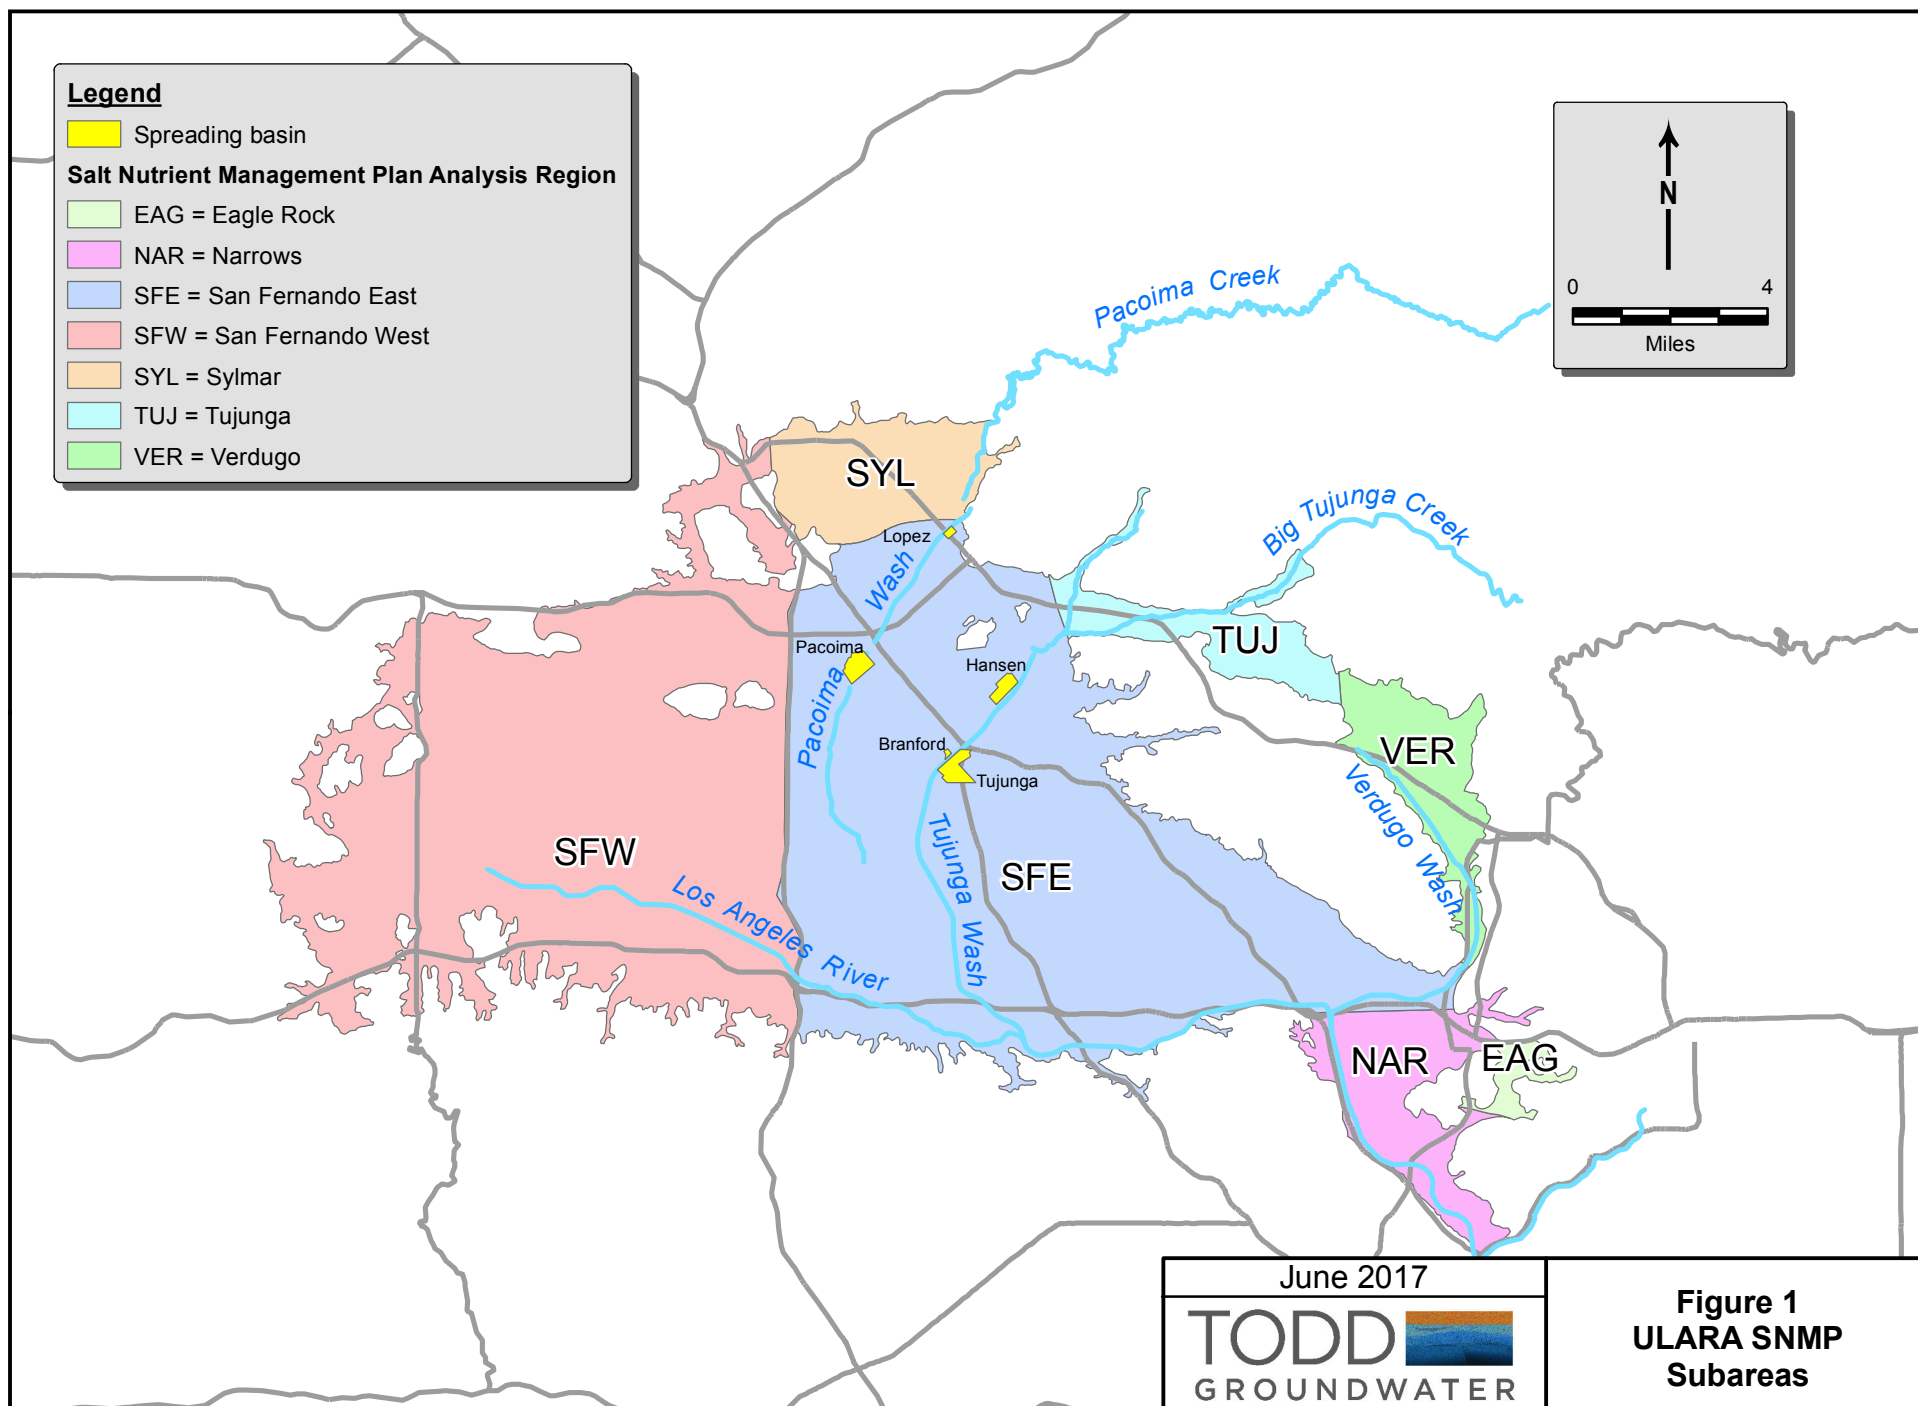 Legend
Spreading basin
Salt Nutrient Management Plan Analysis Region
EAG = Eagle Rock
NAR = Narrows
SFE = San Fernando East
SFW = San Fernando West
SYL = Sylmar
TUJ = Tujunga
VER = Verdugo
N
0 4
Miles
Pacoima Creek
SYL
Big Tujunga Creek
Lopez
Wash
TUJ
Pacoima
Hansen
Pacoima
Branford
VER
Tujunga
Verdugo Wash
Tujunga Wash
SFW
SFE
Los Angeles River
NAR
EAG
June 2017
TODD
GROUNDWATER
Figure 1
ULARA SNMP
Subareas